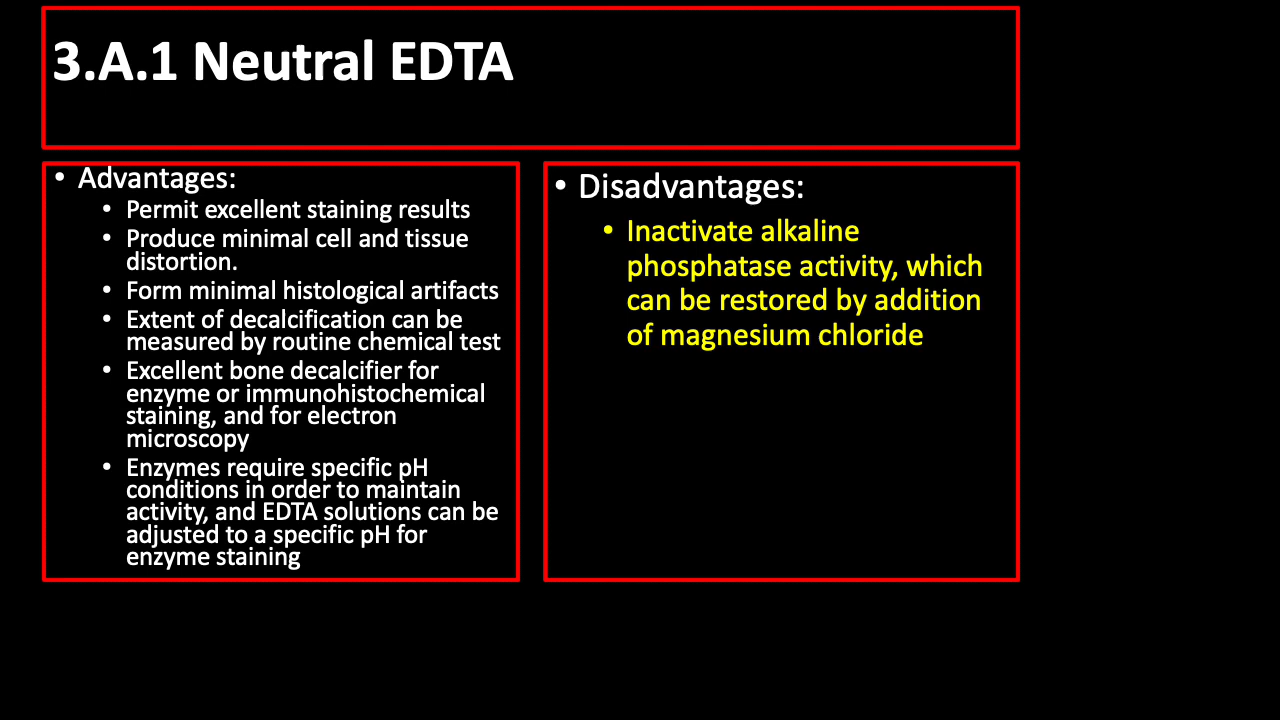 3.A.1 Neutral EDTA
• Advantages:
• Permit excellent staining results
• Produce minimal cell and tissue
distortion.
• Form minimal histological artifacts
• Extent of decalcification can be
measured by routine chemical test
• Excellent bone decalcifier for
enzyme or immunohistochemical
staining, and for electron
microscopy
• Enzymes require specific pH
conditions in order to maintain
activity, and EDTA solutions can be
adjusted to a specific pH for
enzyme staining
• Disadvantages:
• Inactivate alkaline
phosphatase activity, which
can be restored by addition
of magnesium chloride